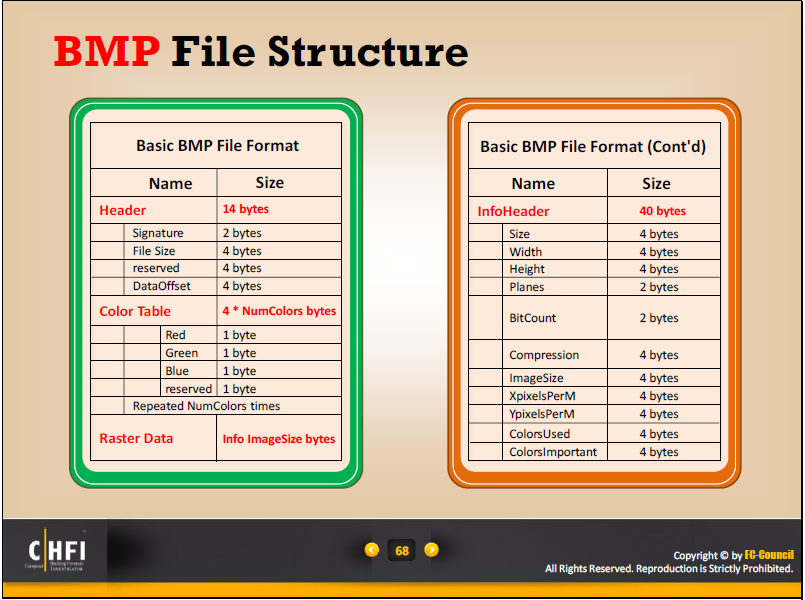 BMP File Structure
Basic BMP File Format
Name Size
Header 14 bytes
Signature 2 bytes
File Size 4 bytes
reserved 4 bytes
DataOffset 4 bytes
Color Table 4 * NumColors bytes
Red 1 byte
Green 1 byte
Blue 1 byte
reserved 1 byte
Repeated NumColors times
Raster Data Info ImageSize bytes
Basic BMP File Format (Cont'd)
Name Size
InfoHeader 40 bytes
Size 4 bytes
Width 4 bytes
Height 4 bytes
Planes 2 bytes
BitCount 2 bytes
Compression 4 bytes
ImageSize 4 bytes
XpixelsPerM 4 bytes
YpixelsPerM 4 bytes
ColorsUsed 4 bytes
ColorsImportant 4 bytes
CHFI
Computer Hacking Forensic
INVESTIGATOR
68
Copyright © by EC-Council
All Rights Reserved. Reproduction is Strictly Prohibited.